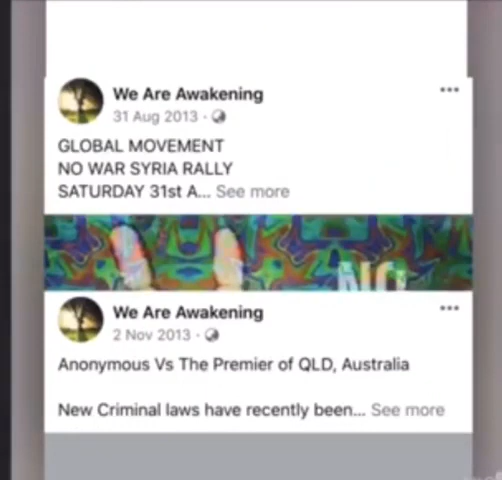 We Are Awakening
31 Aug 2013 ·
GLOBAL MOVEMENT
NO WAR SYRIA RALLY
SATURDAY 31st A... See more
NO
We Are Awakening
2 Nov 2013 ·
Anonymous Vs The Premier of QLD, Australia
New Criminal laws have recently been... See more